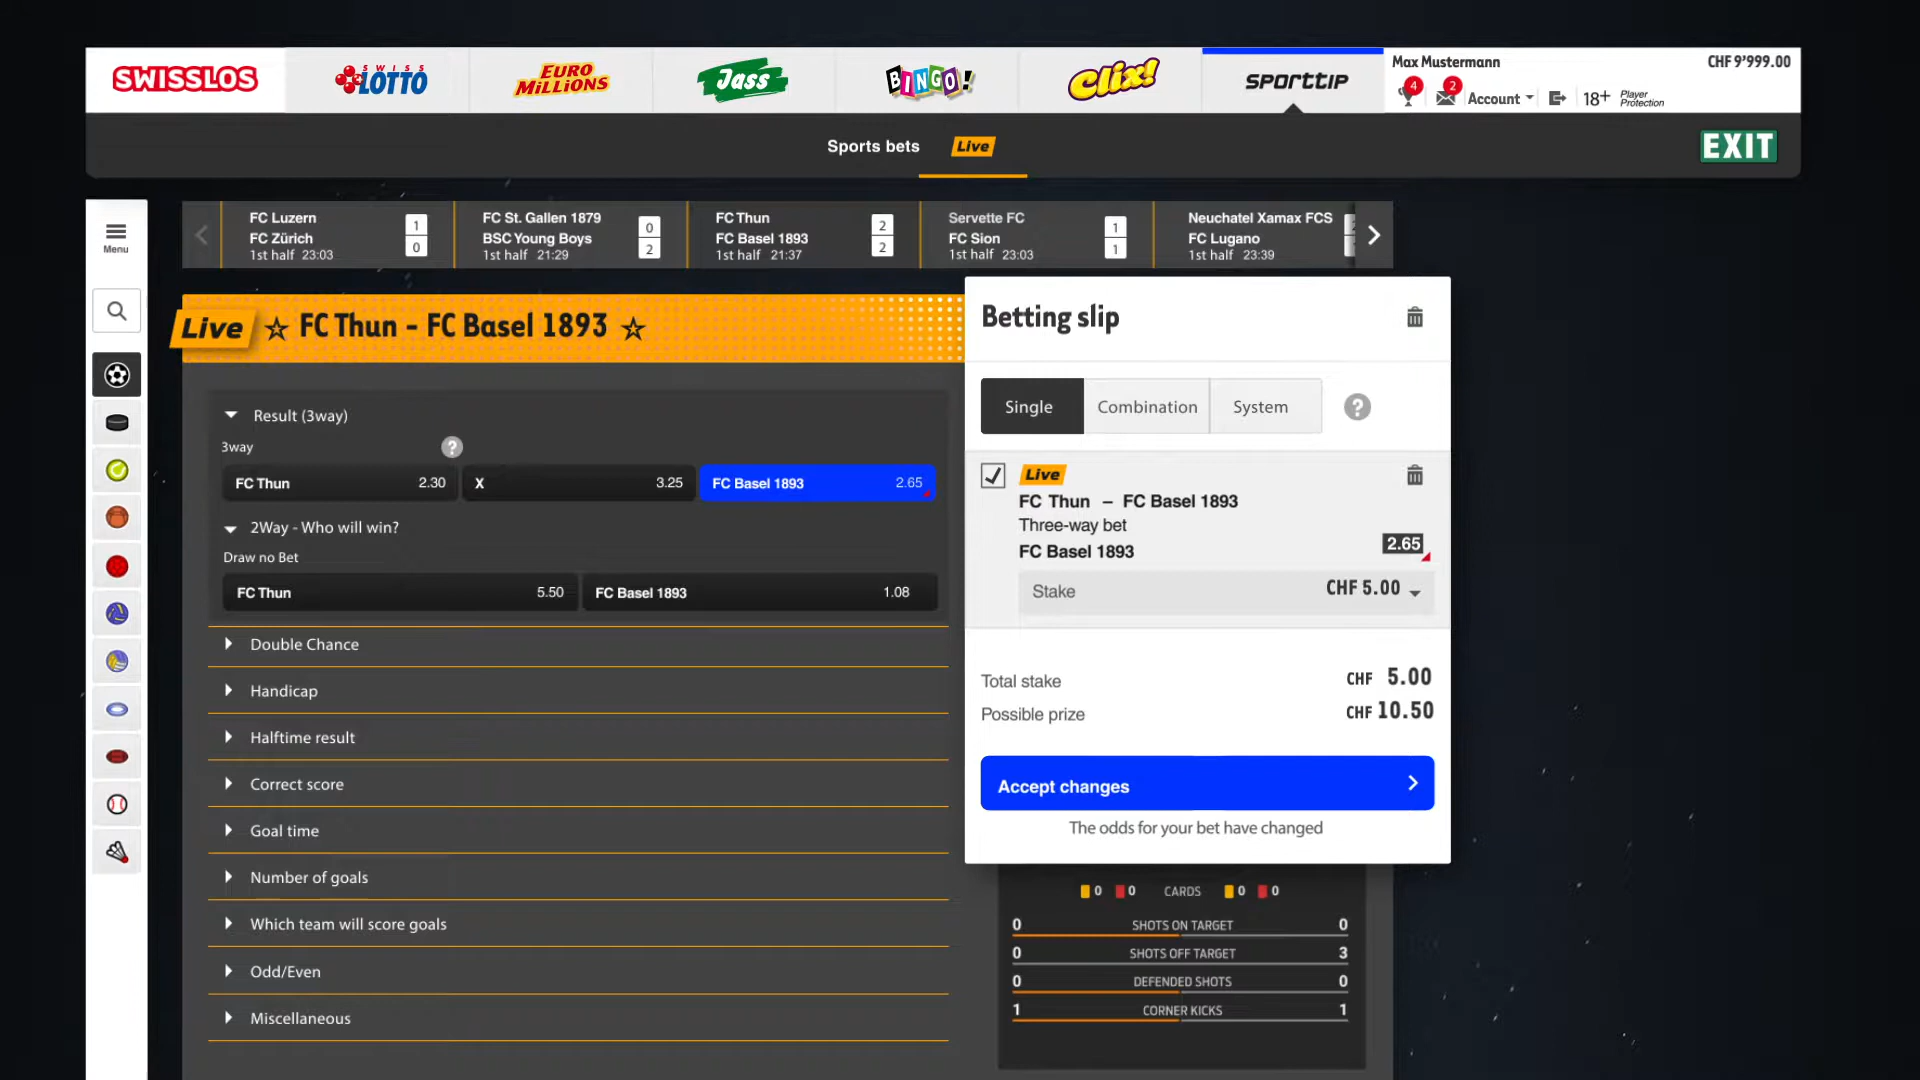 SWISSLOS
SWISS LOTTO
EURO MILLIONS
Jass
BINGO!
Clix!
SPORTTIP
Max Mustermann
CHF 9'999.00
4
2
Account
18+
Player Protection
Sports bets
Live
EXIT
Menu
FC Luzern 1
FC Zürich 0
1st half 23:03
FC St. Gallen 1879 0
BSC Young Boys 2
1st half 21:29
FC Thun 2
FC Basel 1893 2
1st half 21:37
Servette FC 1
FC Sion 1
1st half 23:03
Neuchatel Xamax FCS
FC Lugano
1st half 23:39
Live ☆ FC Thun - FC Basel 1893 ☆
Result (3way)
3way ?
FC Thun 2.30
X 3.25
FC Basel 1893 2.65
2Way - Who will win?
Draw no Bet
FC Thun 5.50
FC Basel 1893 1.08
Double Chance
Handicap
Halftime result
Correct score
Goal time
Number of goals
Which team will score goals
Odd/Even
Miscellaneous
Betting slip
Single
Combination
System
?
Live
FC Thun – FC Basel 1893
Three-way bet
FC Basel 1893 2.65
Stake CHF 5.00
Total stake CHF 5.00
Possible prize CHF 10.50
Accept changes
The odds for your bet have changed
0 0 CARDS 0 0
0 SHOTS ON TARGET 0
0 SHOTS OFF TARGET 3
0 DEFENDED SHOTS 0
1 CORNER KICKS 1